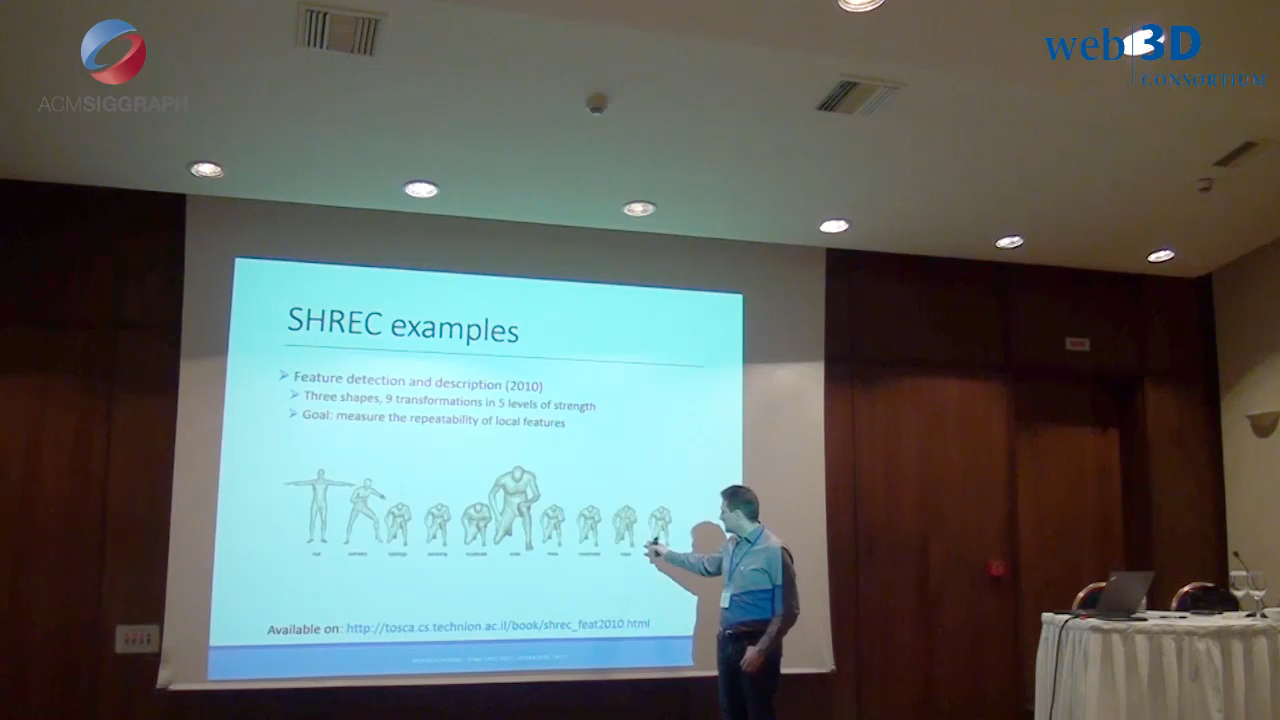 ACMSIGGRAPH
web3D
CONSORTIUM
SHREC examples
Feature detection and description (2010)
Three shapes, 9 transformations in 5 levels of strength
Goal: measure the repeatability of local features
Available on: http://tosca.cs.technion.ac.il/book/shrec_feat2010.html